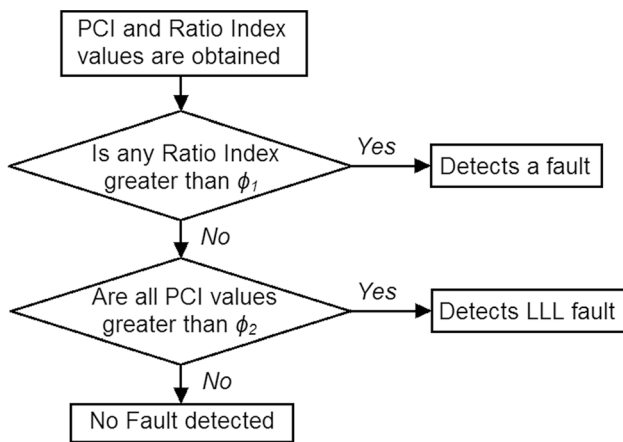 PCI and Ratio Index
values are obtained
Is any Ratio Index
greater than ϕ₁
Yes
Detects a fault
No
Are all PCI values
greater than ϕ₂
Yes
Detects LLL fault
No
No Fault detected